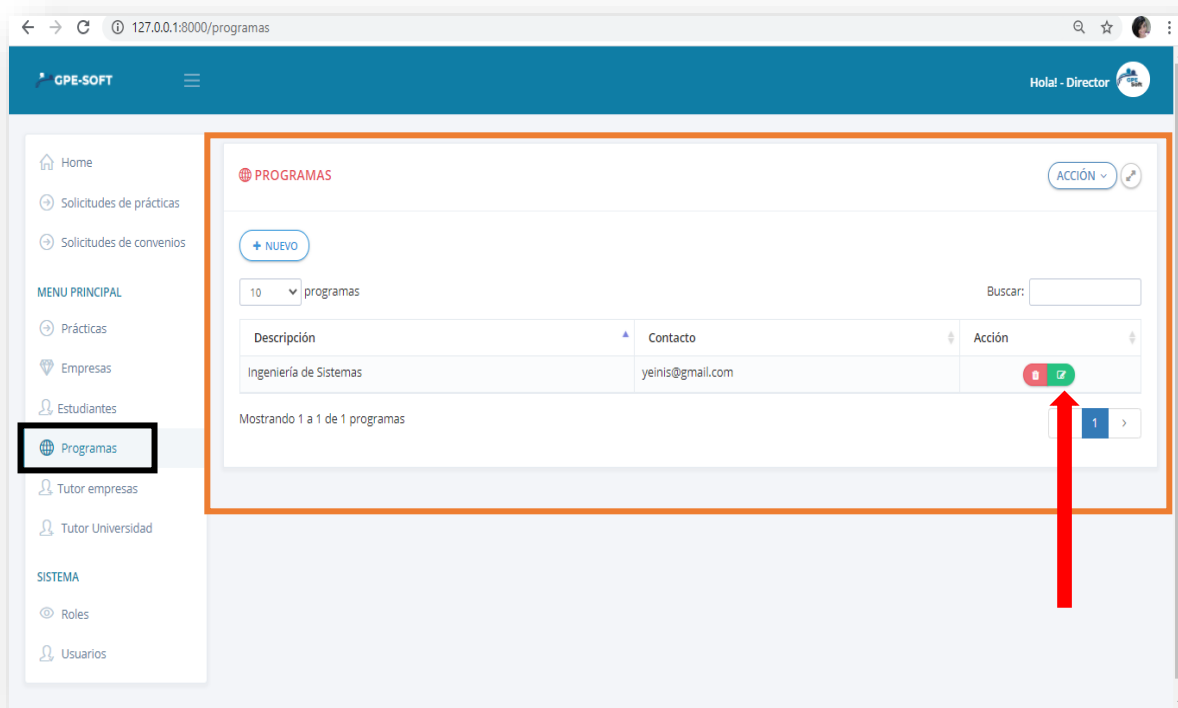 127.0.0.1:8000/programas
GPE-SOFT
Hola! - Director
GPE
Soft
Home
Solicitudes de prácticas
Solicitudes de convenios
MENU PRINCIPAL
Prácticas
Empresas
Estudiantes
Programas
Tutor empresas
Tutor Universidad
SISTEMA
Roles
Usuarios
PROGRAMAS
ACCIÓN
+ NUEVO
10 programas
Buscar:
Descripción Contacto Acción
Ingeniería de Sistemas yeinis@gmail.com
Mostrando 1 a 1 de 1 programas
1 ›